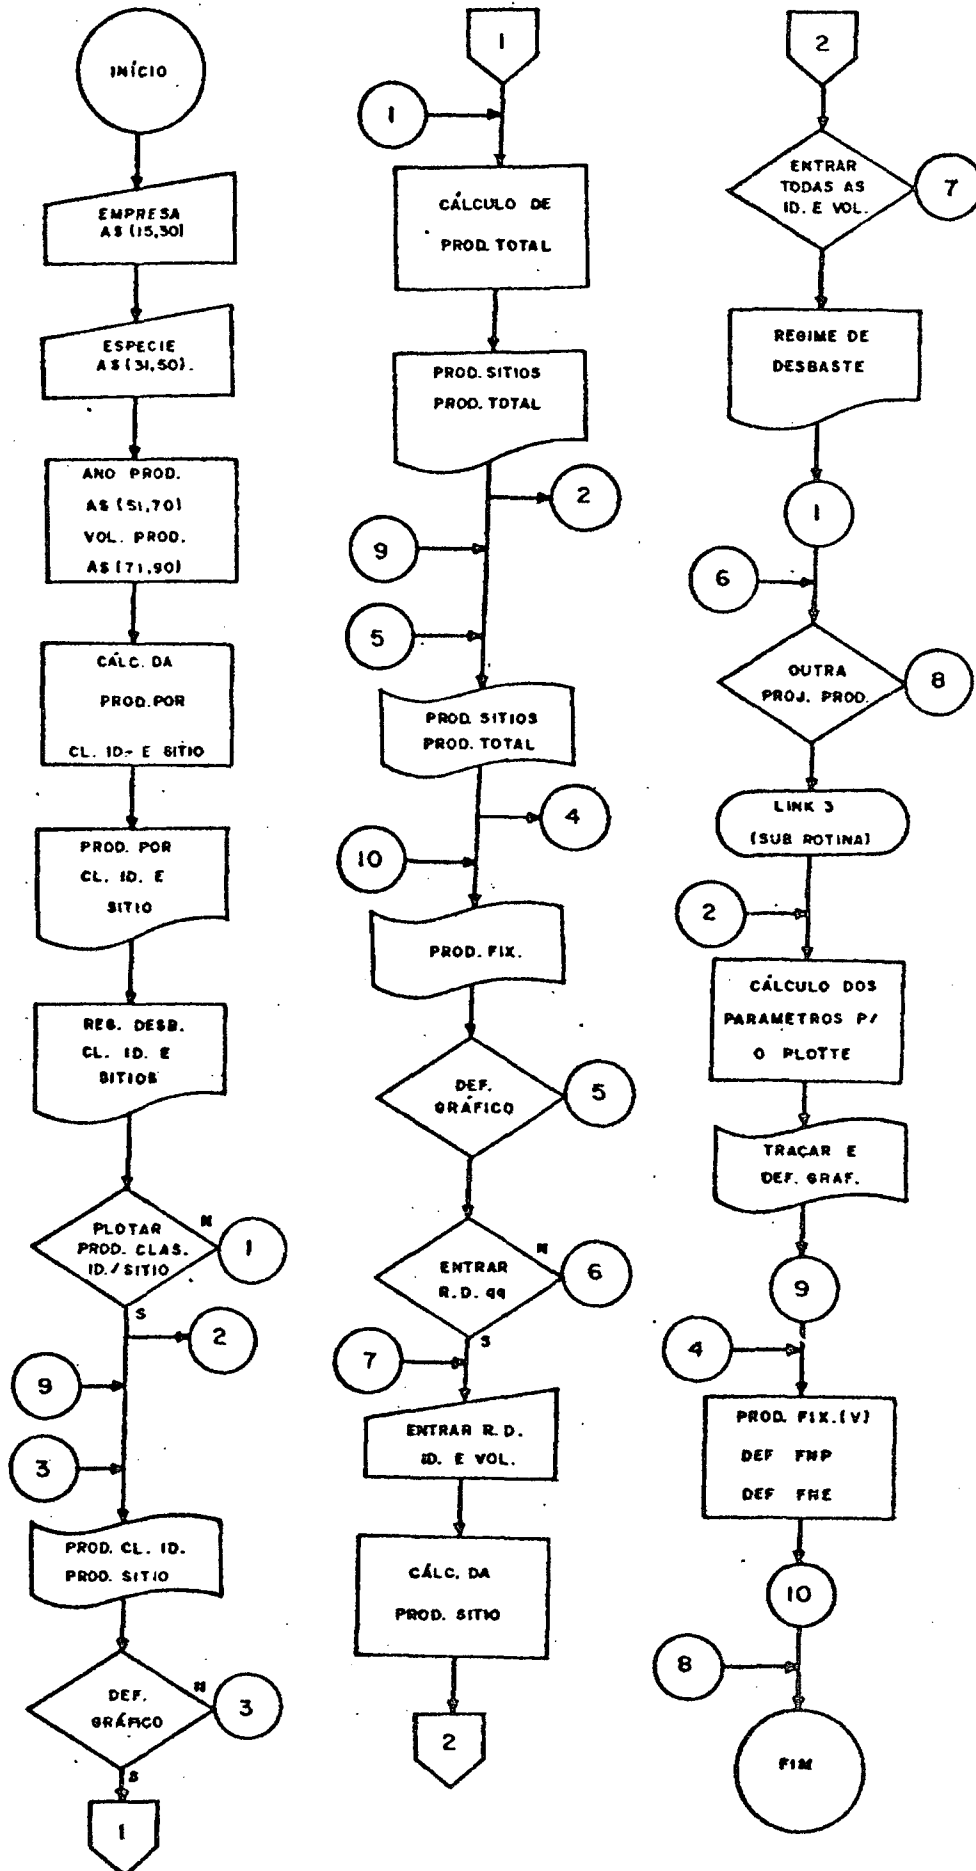 INÍCIO
EMPRESA
A$ (15,30)
ESPECIE
A$ (31,50).
ANO PROD.
A$ (51,70)
VOL. PROD.
A$ (71,90)
CÁLC. DA
PROD. POR
CL. ID- E SITIO
PROD. POR
CL. ID. E
SITIO
REG. DESB.
CL. ID. E
SITIOS
PLOTAR
PROD. CLAS.
ID./SITIO
N
1
S
2
9
3
PROD. CL. ID.
PROD. SITIO
DEF.
GRÁFICO
N
3
S
1
1
1
CÁLCULO DE
PROD. TOTAL
PROD. SITIOS
PROD. TOTAL
2
9
5
PROD. SITIOS
PROD. TOTAL
4
10
PROD. FIX.
DEF.
GRÁFICO
5
ENTRAR
R.D. qq
N
6
S
7
ENTRAR R.D.
ID. E VOL.
CÁLC. DA
PROD. SITIO
2
2
ENTRAR
TODAS AS
ID. E VOL.
7
REGIME DE
DESBASTE
1
6
OUTRA
PROJ. PROD.
8
LINK 3
(SUB ROTINA)
2
CÁLCULO DOS
PARAMETROS P/
O PLOTTE
TRAÇAR E
DEF. GRAF.
9
4
PROD. FIX. (V)
DEF FNP
DEF FNE
10
8
FIM